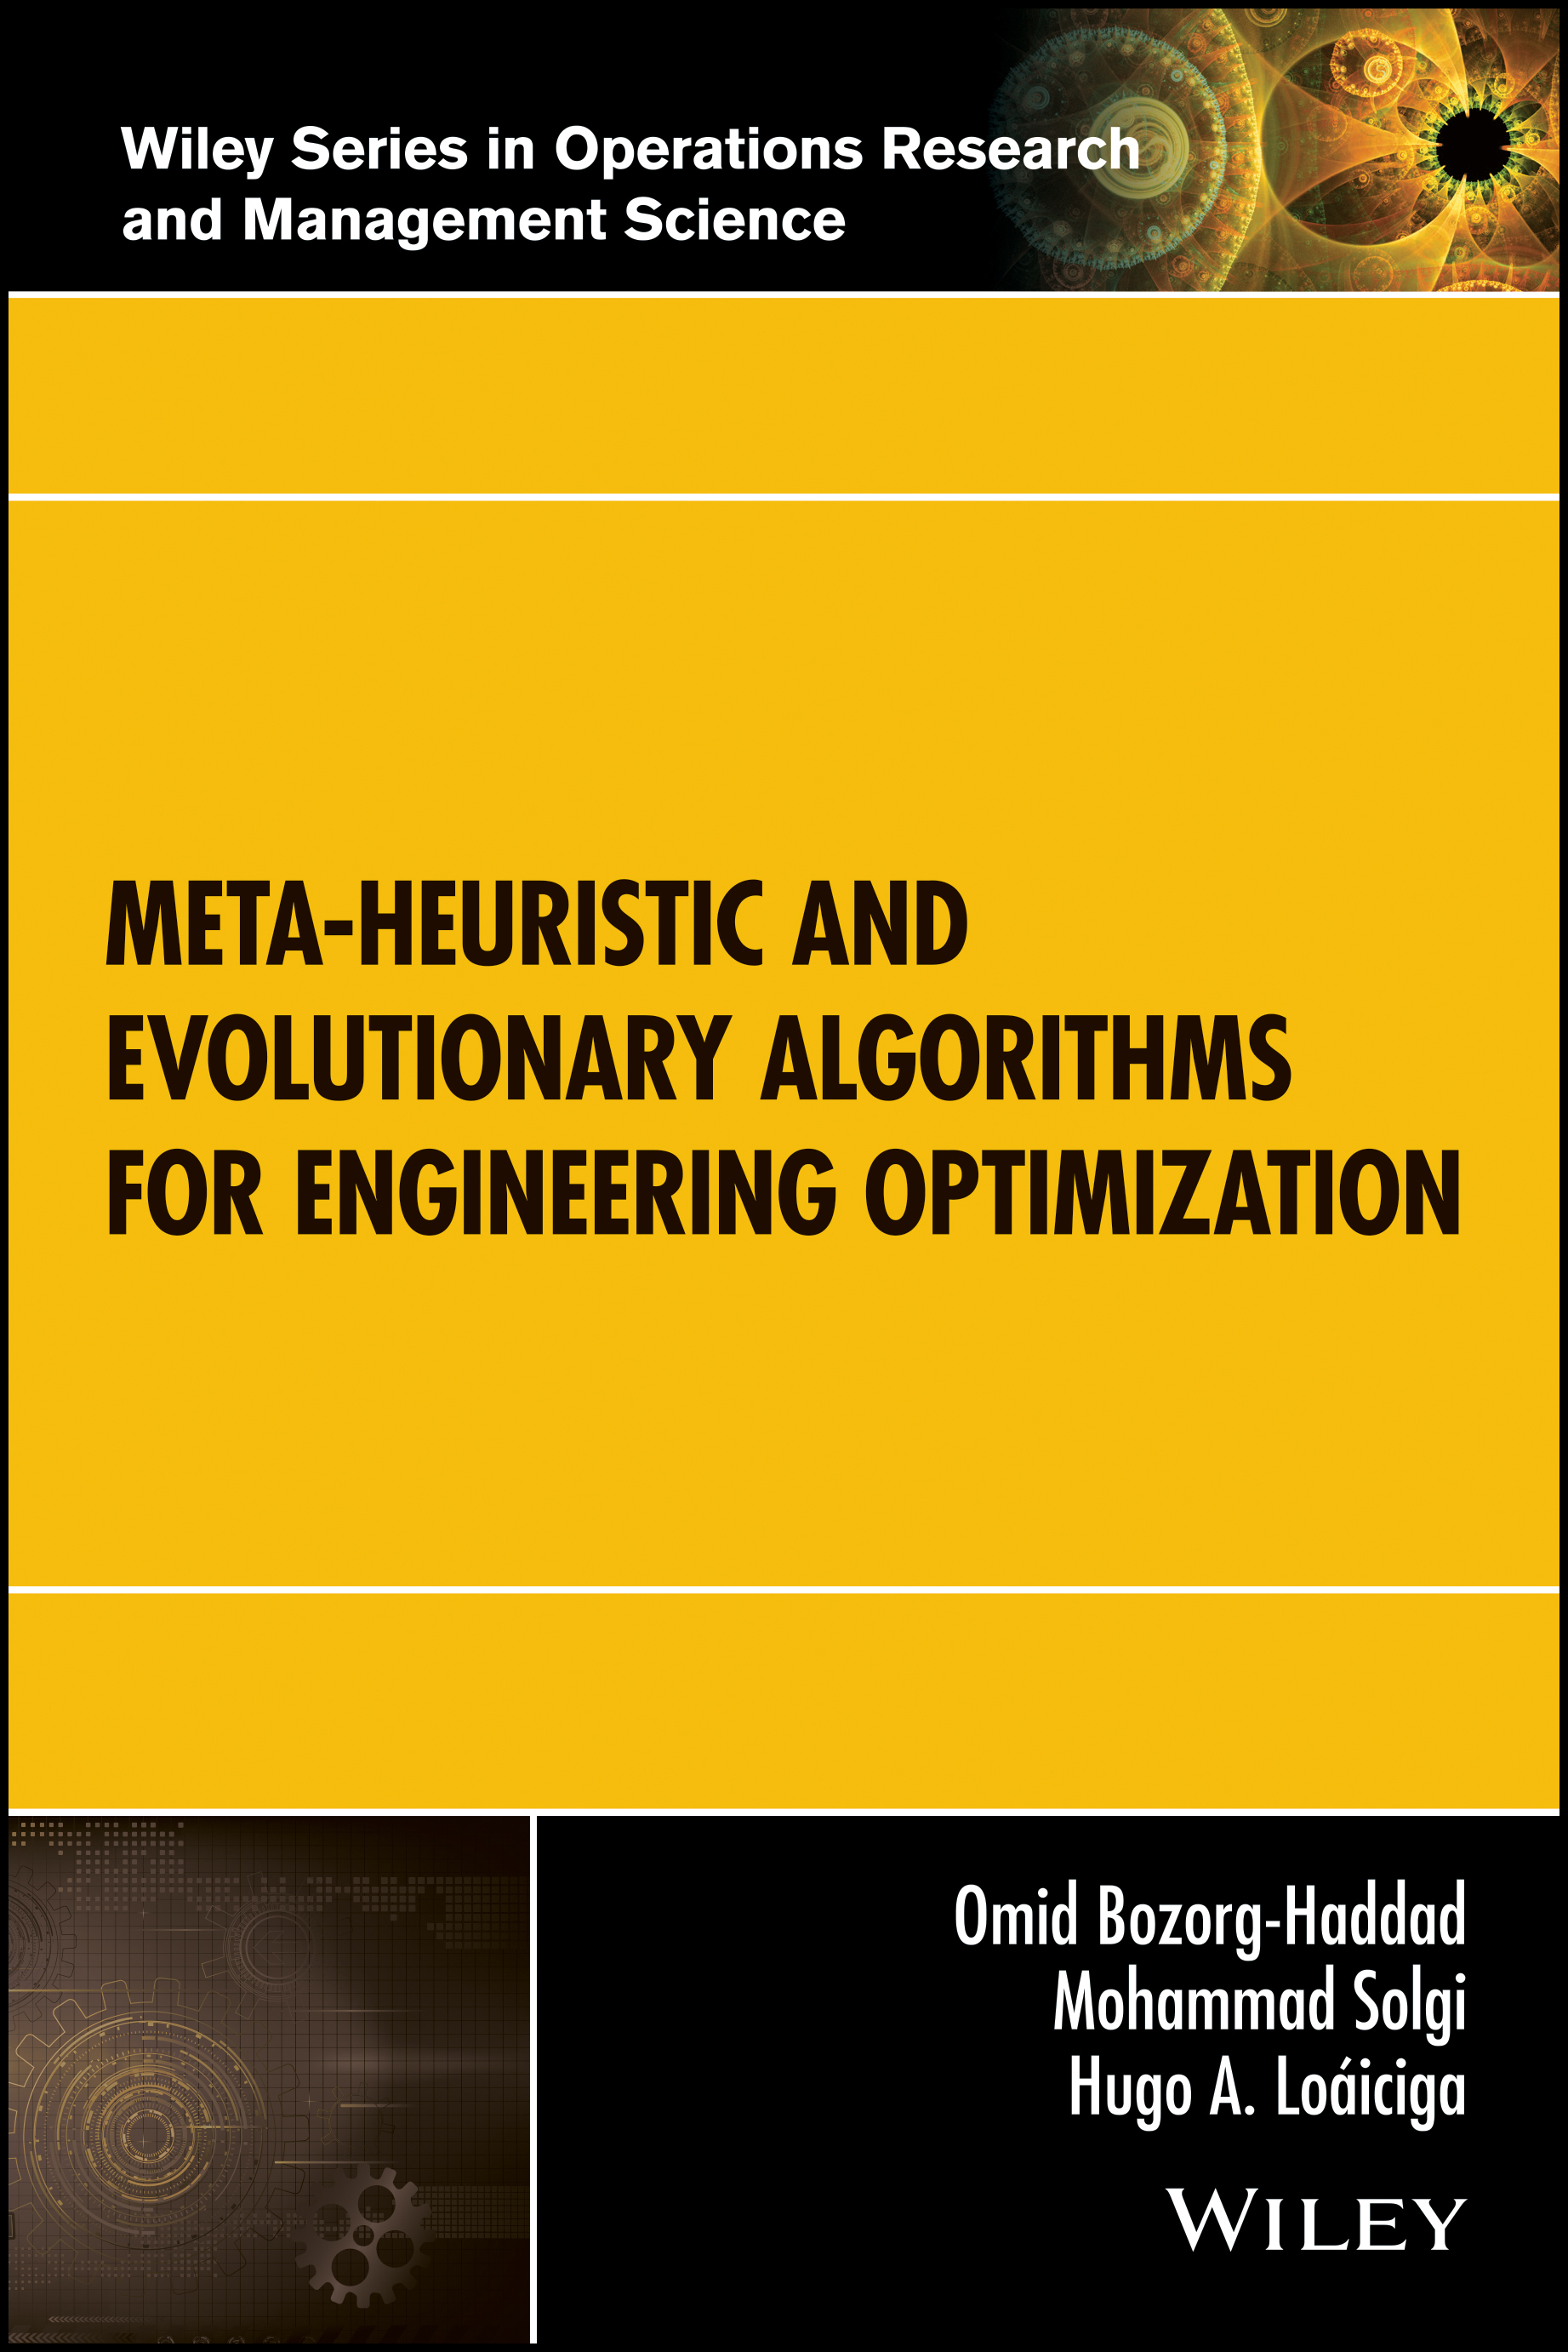 Wiley Series in Operations Research
and Management Science
META-HEURISTIC AND
EVOLUTIONARY ALGORITHMS
FOR ENGINEERING OPTIMIZATION
Omid Bozorg-Haddad
Mohammad Solgi
Hugo A. Loáiciga
WILEY